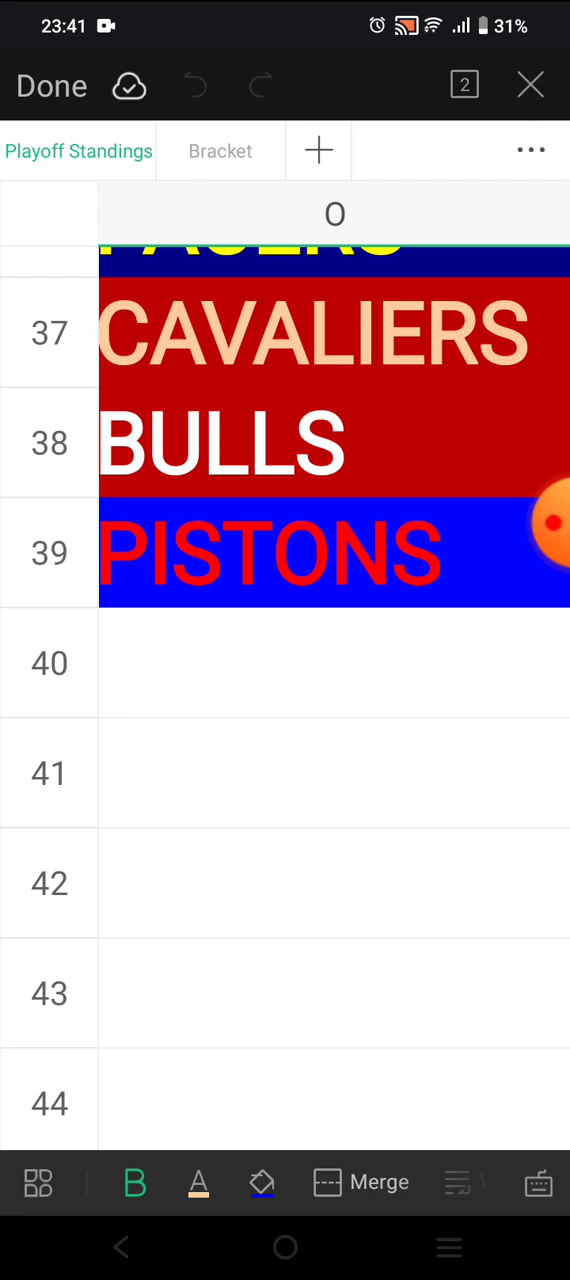 23:41 31%
Done 2
Playoff Standings Bracket
O
PACERS
37 CAVALIERS
38 BULLS
39 PISTONS
40
41
42
43
44
B A Merge